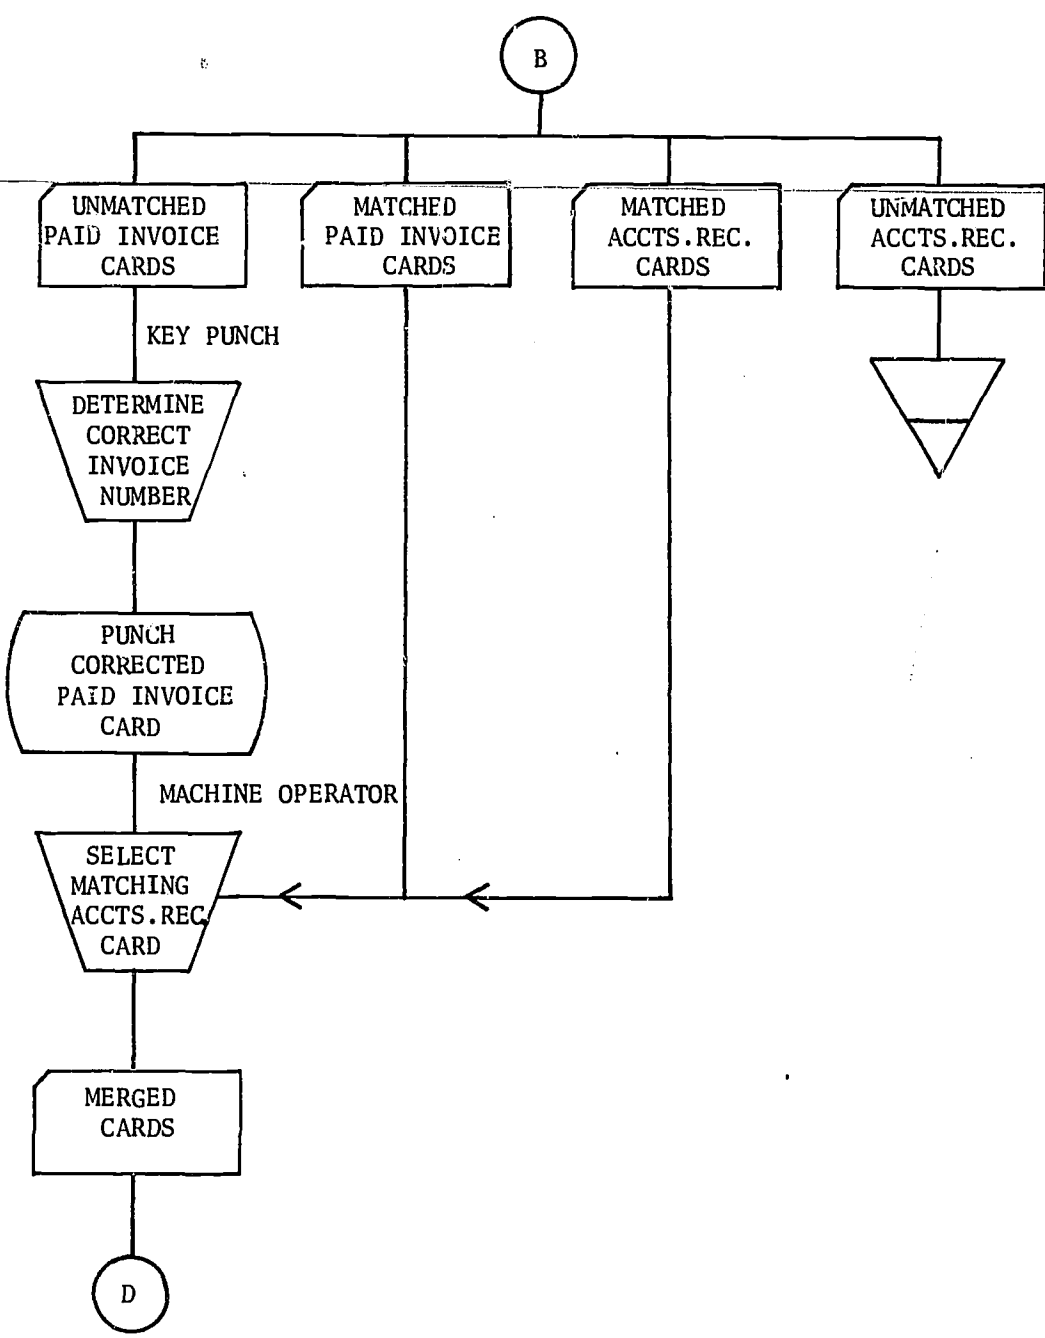 B
UNMATCHED
PAID INVOICE
CARDS
MATCHED
PAID INVOICE
CARDS
MATCHED
ACCTS.REC.
CARDS
UNMATCHED
ACCTS.REC.
CARDS
KEY PUNCH
DETERMINE
CORRECT
INVOICE
NUMBER
PUNCH
CORRECTED
PAID INVOICE
CARD
MACHINE OPERATOR
SELECT
MATCHING
ACCTS.REC.
CARD
MERGED
CARDS
D